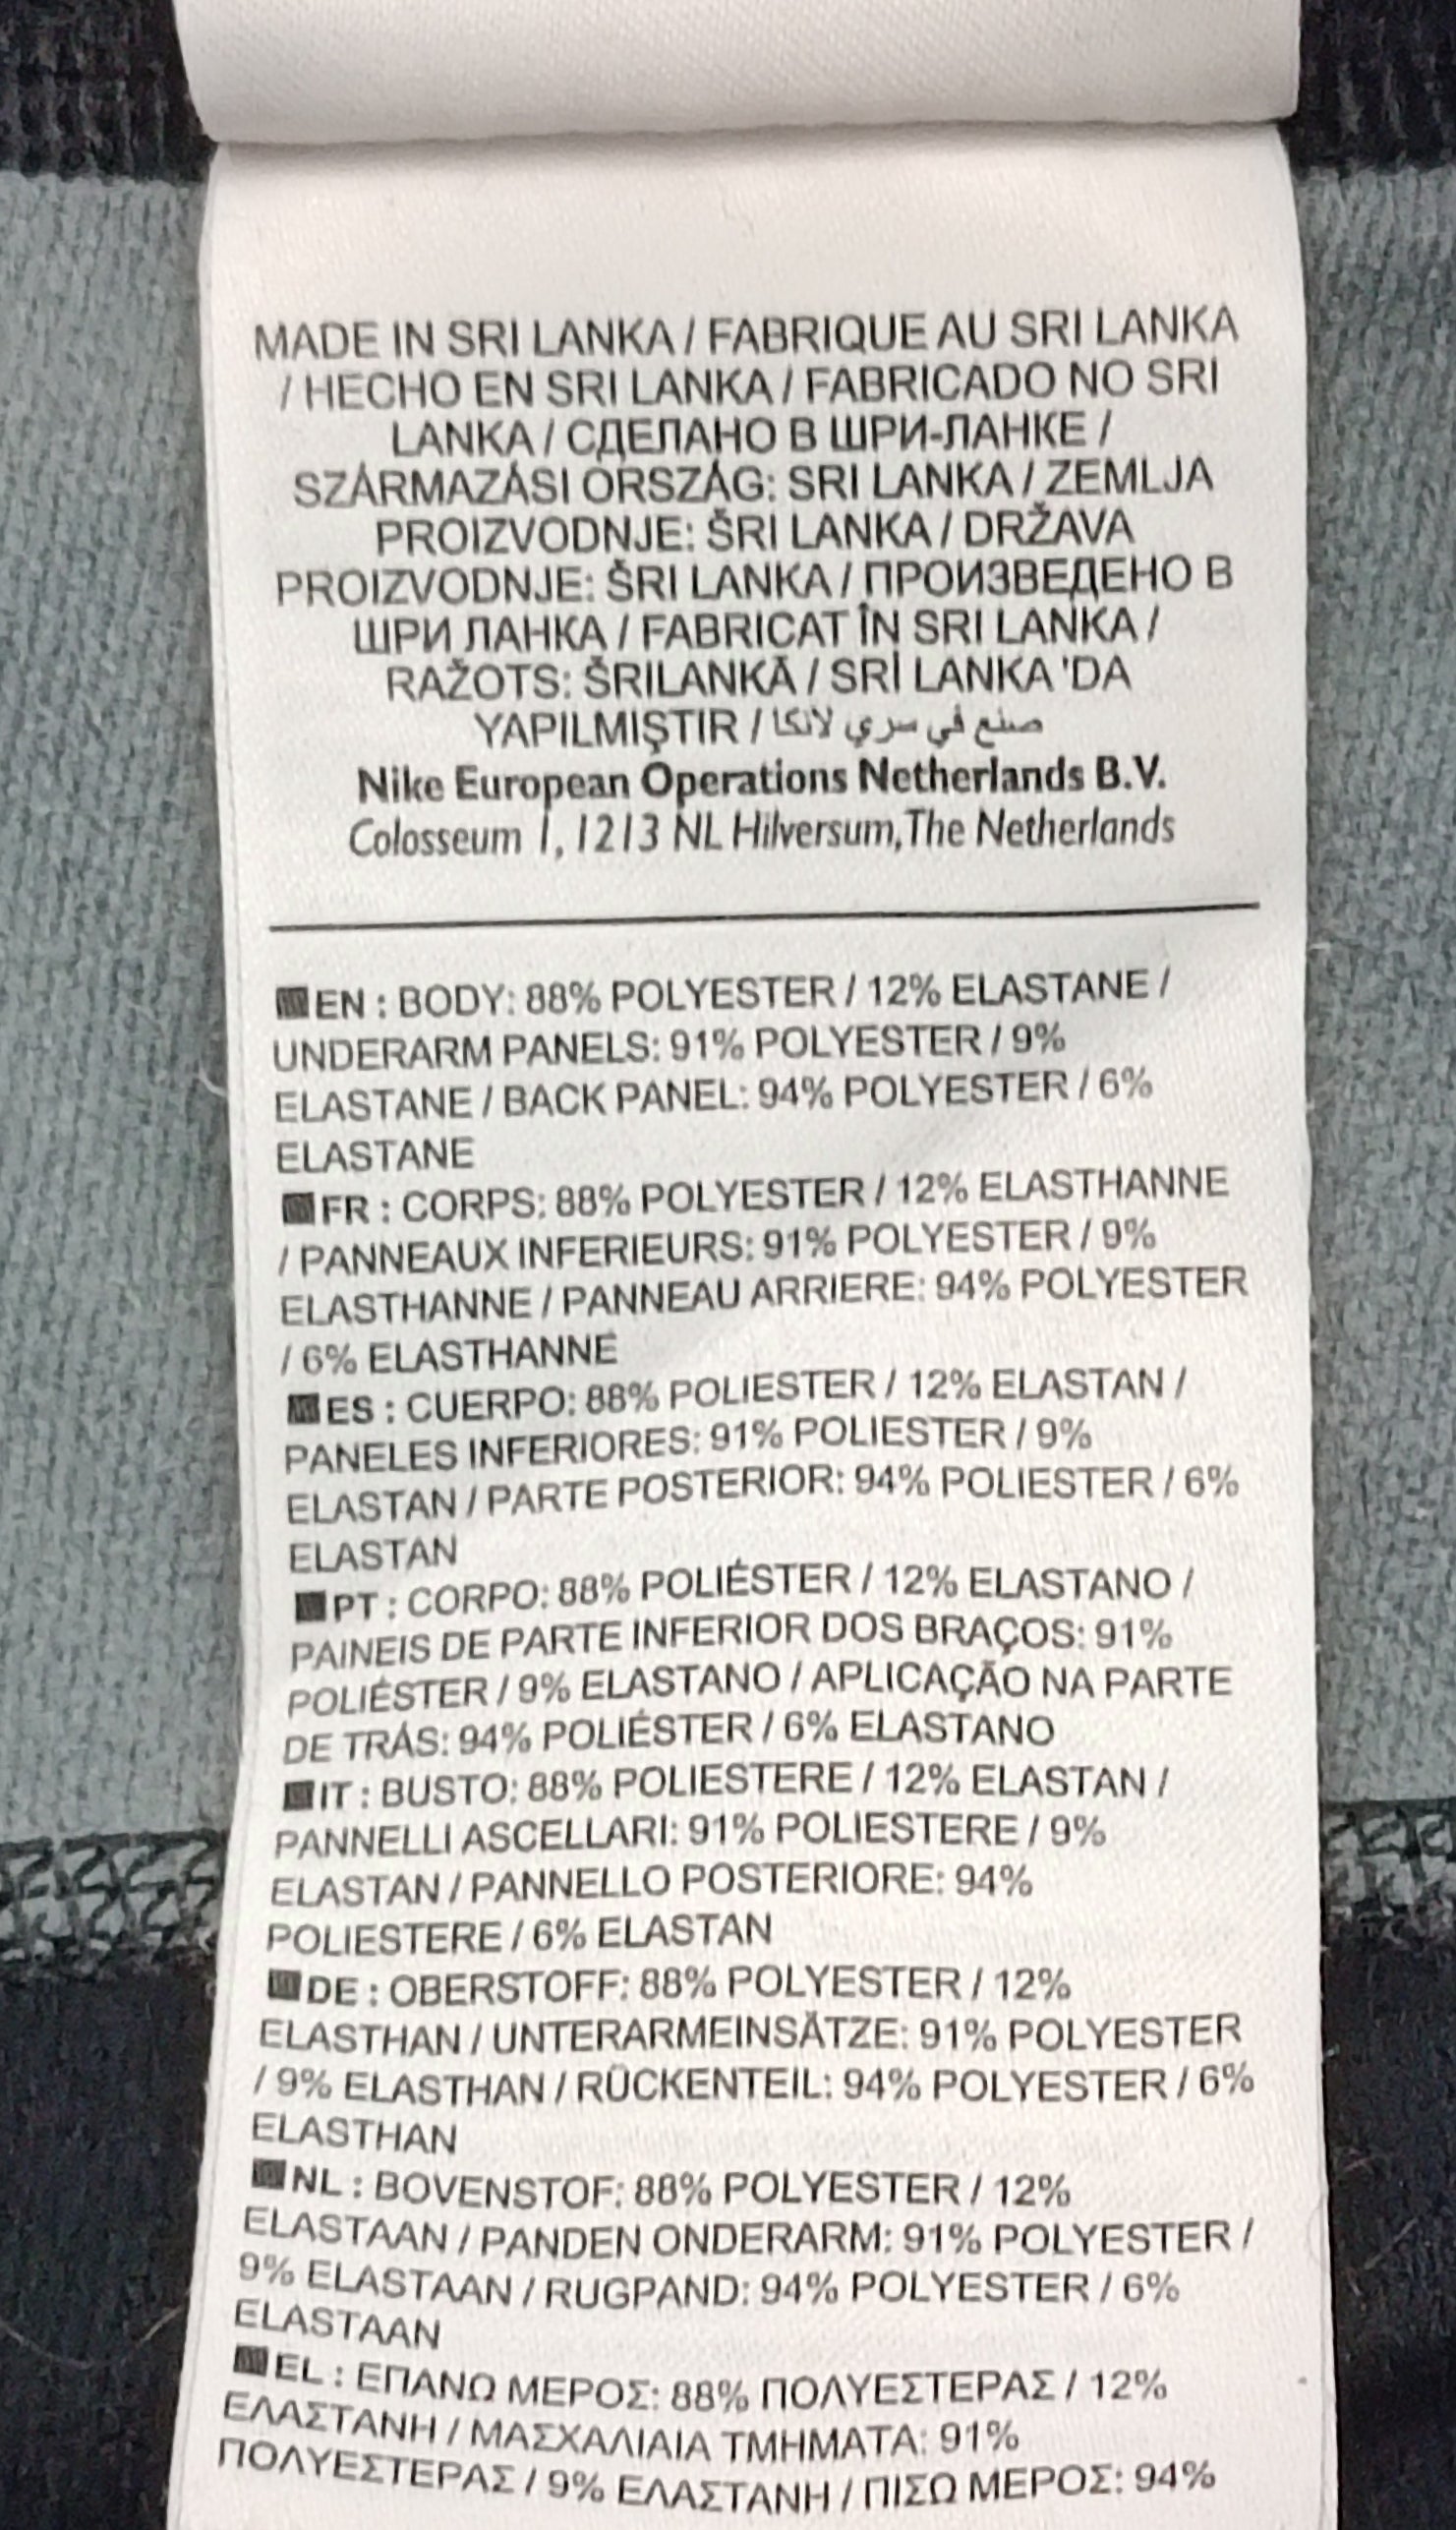 MADE IN SRI LANKA / FABRIQUE AU SRI LANKA
/ HECHO EN SRI LANKA / FABRICADO NO SRI
LANKA / СДЕЛАНО В ШРИ-ЛАНКЕ /
SZÁRMAZÁSI ORSZÁG: SRI LANKA / ZEMLJA
PROIZVODNJE: ŠRI LANKA / DRŽAVA
PROIZVODNJE: ŠRI LANKA / ПРОИЗВЕДЕНО В
ШРИ ЛАНКА / FABRICAT ÎN SRI LANKA /
RAŽOTS: ŠRILANKĀ / SRİ LANKA 'DA
YAPILMIŞTIR / صنع في سري لانكا
Nike European Operations Netherlands B.V.
Colosseum 1, 1213 NL Hilversum, The Netherlands
EN : BODY: 88% POLYESTER / 12% ELASTANE /
UNDERARM PANELS: 91% POLYESTER / 9%
ELASTANE / BACK PANEL: 94% POLYESTER / 6%
ELASTANE
FR : CORPS: 88% POLYESTER / 12% ELASTHANNE
/ PANNEAUX INFERIEURS: 91% POLYESTER / 9%
ELASTHANNE / PANNEAU ARRIERE: 94% POLYESTER
/ 6% ELASTHANNE
ES : CUERPO: 88% POLIESTER / 12% ELASTAN /
PANELES INFERIORES: 91% POLIESTER / 9%
ELASTAN / PARTE POSTERIOR: 94% POLIESTER / 6%
ELASTAN
PT : CORPO: 88% POLIÉSTER / 12% ELASTANO /
PAINEIS DE PARTE INFERIOR DOS BRAÇOS: 91%
POLIÉSTER / 9% ELASTANO / APLICAÇÃO NA PARTE
DE TRÁS: 94% POLIÉSTER / 6% ELASTANO
IT : BUSTO: 88% POLIESTERE / 12% ELASTAN /
PANNELLI ASCELLARI: 91% POLIESTERE / 9%
ELASTAN / PANNELLO POSTERIORE: 94%
POLIESTERE / 6% ELASTAN
DE : OBERSTOFF: 88% POLYESTER / 12%
ELASTHAN / UNTERARMEINSÄTZE: 91% POLYESTER
/ 9% ELASTHAN / RÜCKENTEIL: 94% POLYESTER / 6%
ELASTHAN
NL : BOVENSTOF: 88% POLYESTER / 12%
ELASTAAN / PANDEN ONDERARM: 91% POLYESTER /
9% ELASTAAN / RUGPAND: 94% POLYESTER / 6%
ELASTAAN
EL : ΕΠΑΝΩ ΜΕΡΟΣ: 88% ΠΟΛΥΕΣΤΕΡΑΣ / 12%
ΕΛΑΣΤΑΝΗ / ΜΑΣΧΑΛΙΑΙΑ ΤΜΗΜΑΤΑ: 91%
ΠΟΛΥΕΣΤΕΡΑΣ / 9% ΕΛΑΣΤΑΝΗ / ΠΙΣΩ ΜΕΡΟΣ: 94%